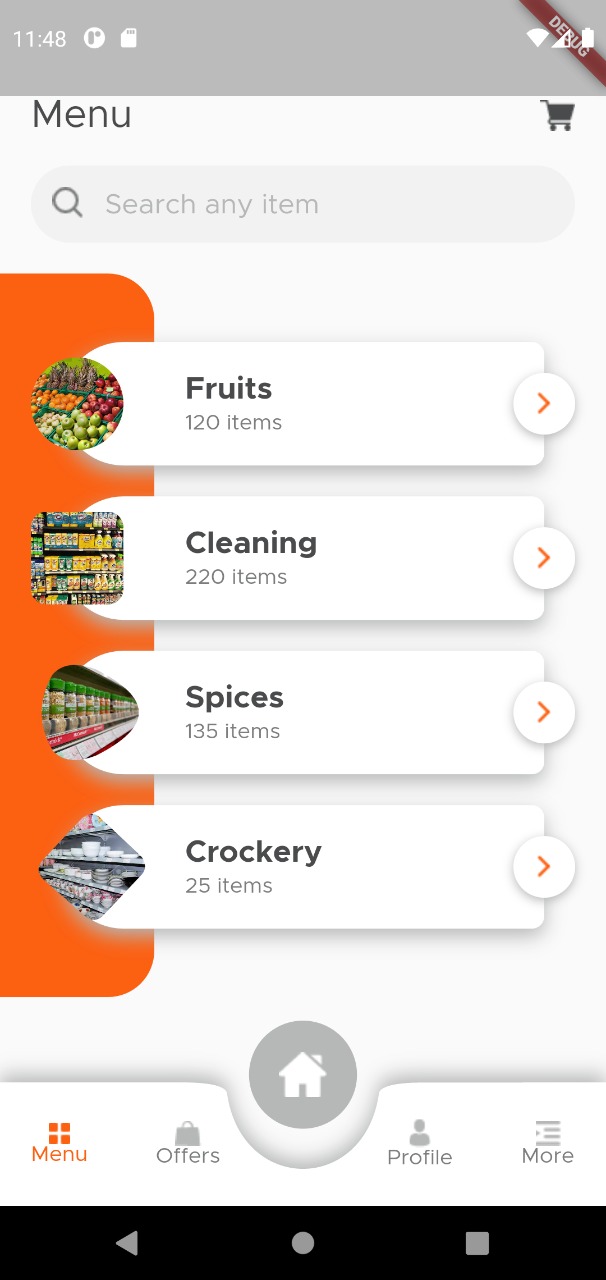 11:48
DEBUG
Menu
Search any item
Fruits
120 items
Cleaning
220 items
Spices
135 items
Crockery
25 items
Menu
Offers
Profile
More